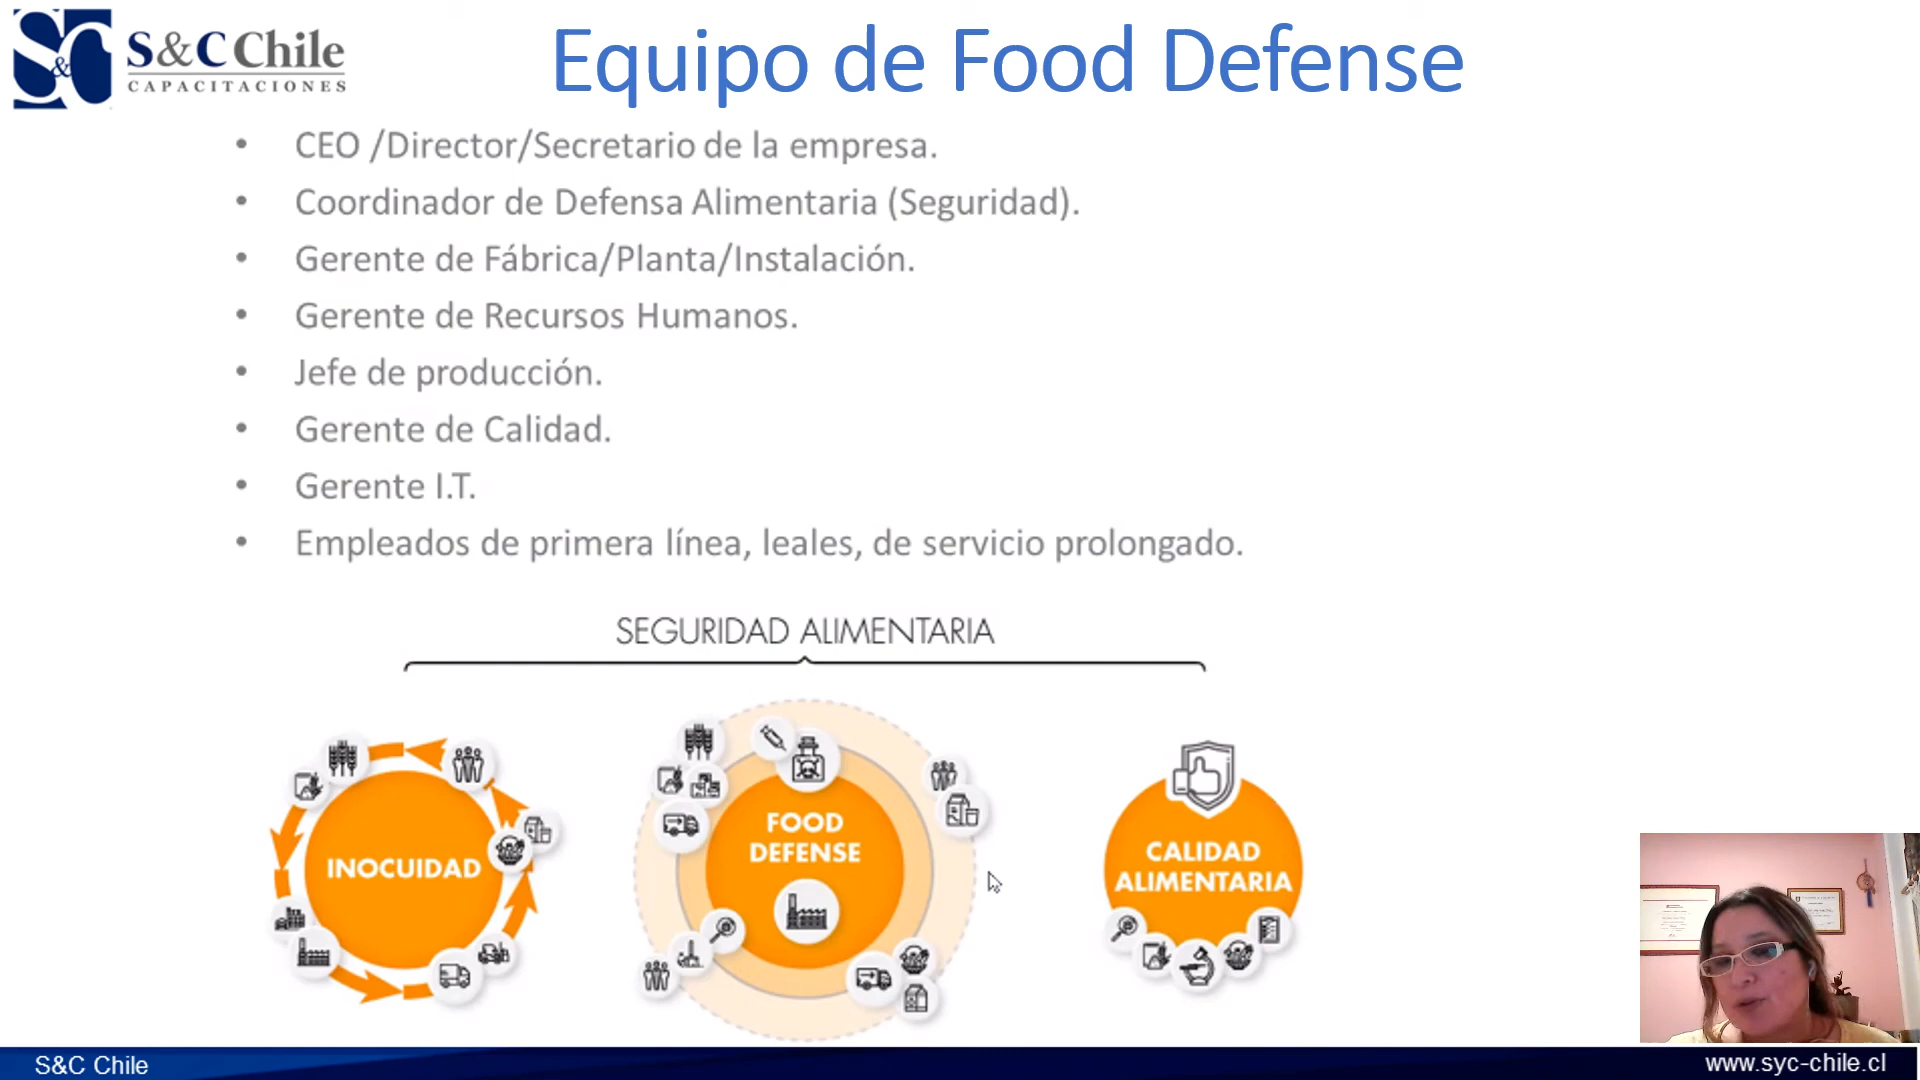 S&C Chile
CAPACITACIONES
Equipo de Food Defense
• CEO /Director/Secretario de la empresa.
• Coordinador de Defensa Alimentaria (Seguridad).
• Gerente de Fábrica/Planta/Instalación.
• Gerente de Recursos Humanos.
• Jefe de producción.
• Gerente de Calidad.
• Gerente I.T.
• Empleados de primera línea, leales, de servicio prolongado.
SEGURIDAD ALIMENTARIA
INOCUIDAD
FOOD
DEFENSE
CALIDAD
ALIMENTARIA
S&C Chile
www.syc-chile.cl